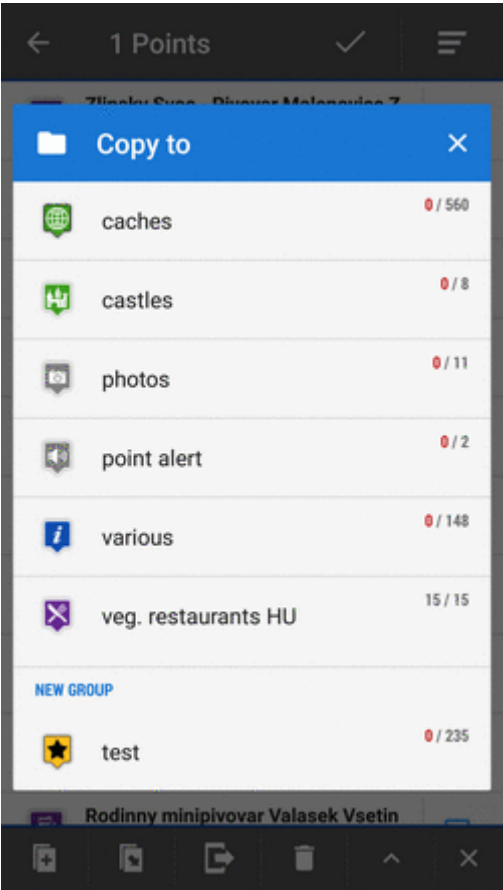 1 Points
Zlinsky Svec - Pivovar Malenovice Z
Copy to
caches
0 / 560
castles
0 / 8
photos
0 / 11
point alert
0 / 2
various
0 / 148
veg. restaurants HU
15 / 15
NEW GROUP
test
0 / 235
Rodinny minipivovar Valasek Vsetin